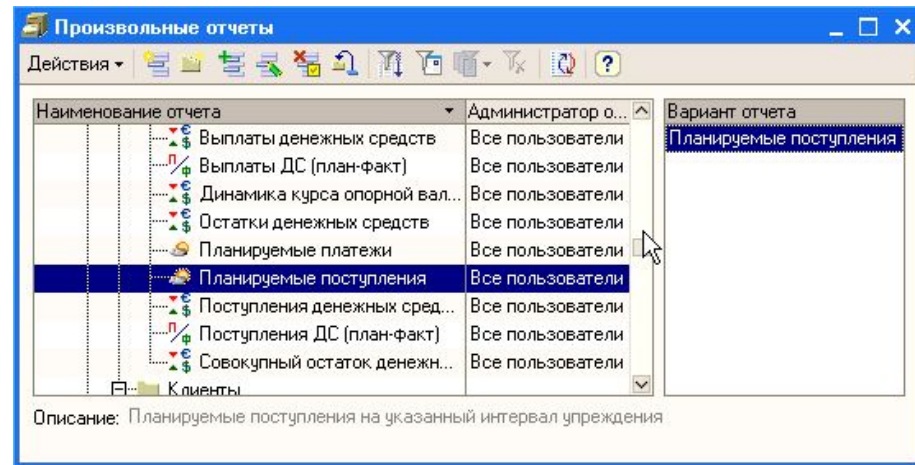 Произвольные отчеты
Действия
Наименование отчета Администратор о... Вариант отчета
Выплаты денежных средств Все пользователи Планируемые поступления
Выплаты ДС (план-факт) Все пользователи
Динамика курса опорной вал... Все пользователи
Остатки денежных средств Все пользователи
Планируемые платежи Все пользователи
Планируемые поступления Все пользователи
Поступления денежных сред... Все пользователи
Поступления ДС (план-факт) Все пользователи
Совокупный остаток денежн... Все пользователи
Клиенты
Описание: Планируемые поступления на указанный интервал упреждения